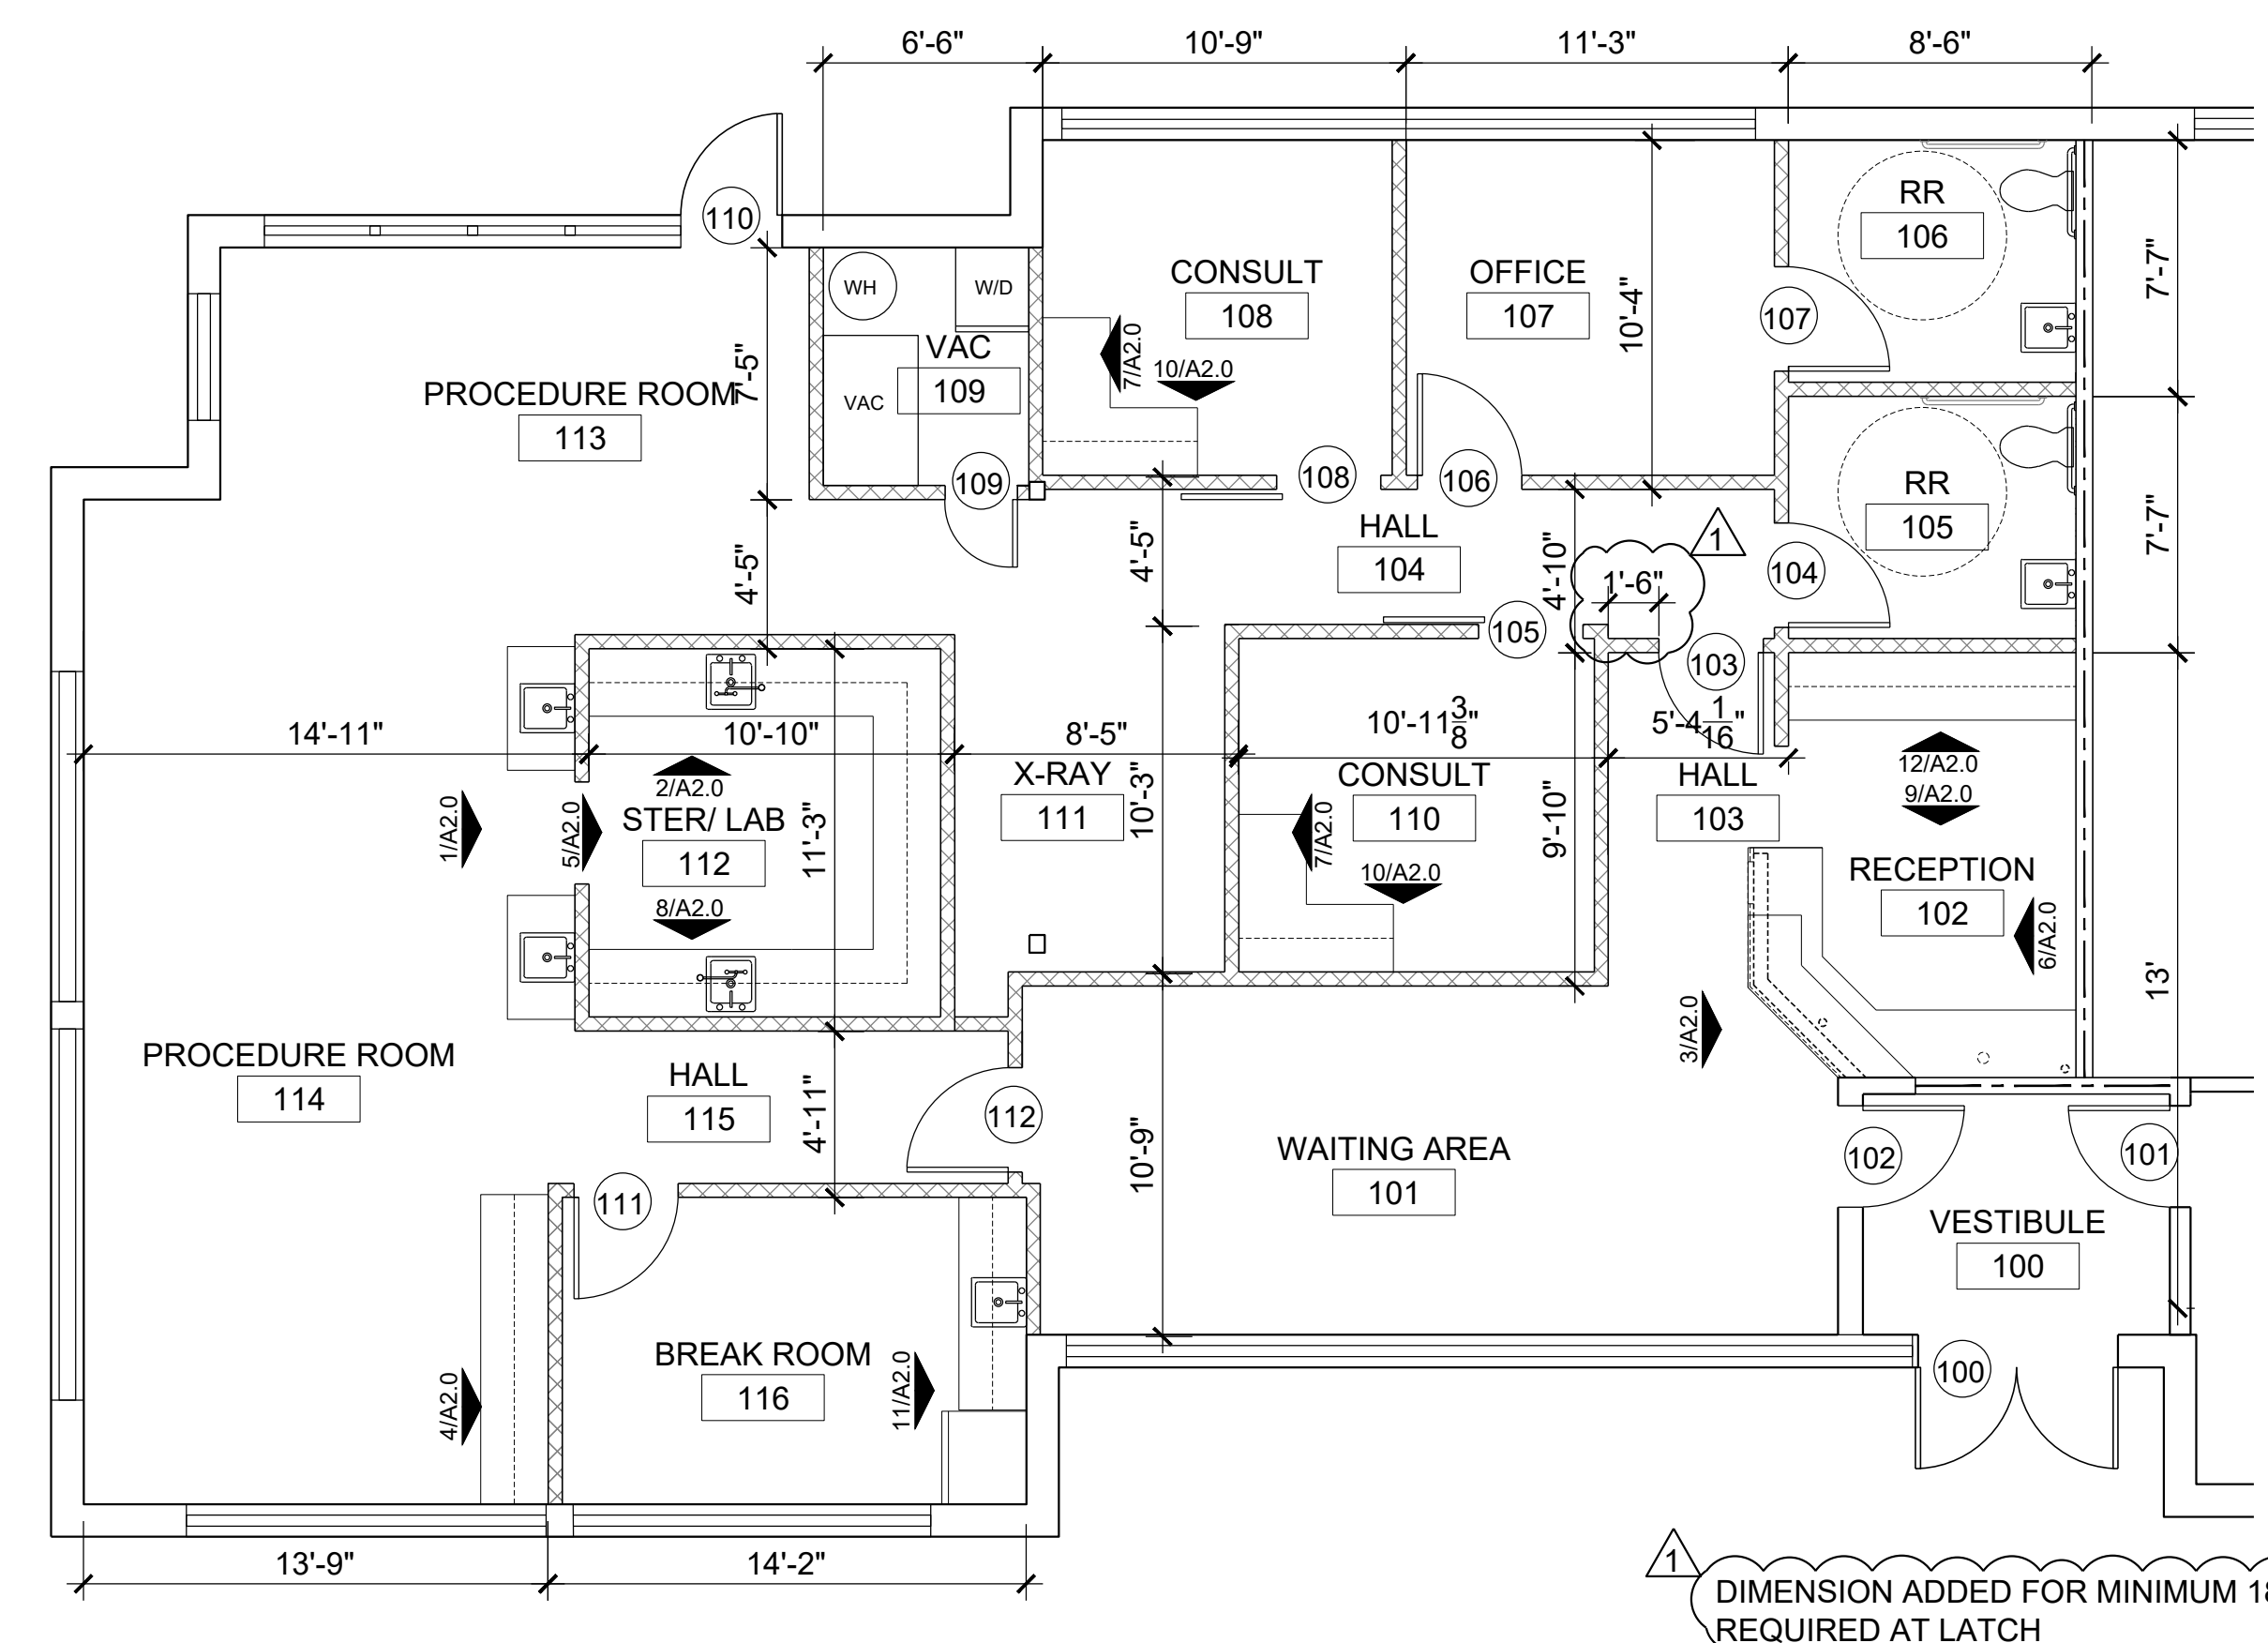 6'-6"
10'-9"
11'-3"
8'-6"
110
WH
W/D
VAC
109
VAC
7'-5"
PROCEDURE ROOM
113
109
CONSULT
108
7/A2.0
10/A2.0
108
OFFICE
107
10'-4"
106
107
RR
106
7'-7"
RR
105
7'-7"
104
HALL
104
4'-5"
4'-5"
4'-10"
1'-6"
1
105
103
14'-11"
10'-10"
8'-5"
10'-11 3/8"
5'-4 1/16"
1/A2.0
5/A2.0
2/A2.0
STER/ LAB
112
8/A2.0
11'-3"
X-RAY
111
10'-3"
CONSULT
110
7/A2.0
10/A2.0
9'-10"
HALL
103
12/A2.0
9/A2.0
RECEPTION
102
6/A2.0
3/A2.0
13'
PROCEDURE ROOM
114
HALL
115
4'-11"
112
10'-9"
WAITING AREA
101
102
101
VESTIBULE
100
100
111
BREAK ROOM
116
4/A2.0
11/A2.0
13'-9"
14'-2"
1
DIMENSION ADDED FOR MINIMUM
REQUIRED AT LATCH